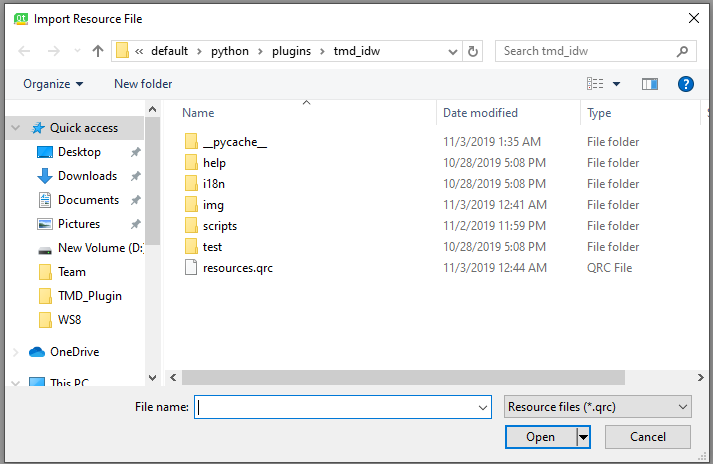 Qt Import Resource File
« default > python > plugins > tmd_idw
Search tmd_idw
Organize
New folder
?
Name Date modified Type S
Quick access
Desktop
Downloads
Documents
Pictures
New Volume (D:)
Team
TMD_Plugin
WS8
OneDrive
This PC
__pycache__ 11/3/2019 1:35 AM File folder
help 10/28/2019 5:08 PM File folder
i18n 10/28/2019 5:08 PM File folder
img 11/3/2019 12:41 AM File folder
scripts 11/2/2019 11:59 PM File folder
test 10/28/2019 5:08 PM File folder
resources.qrc 11/3/2019 12:44 AM QRC File
File name:
Resource files (*.qrc)
Open
Cancel